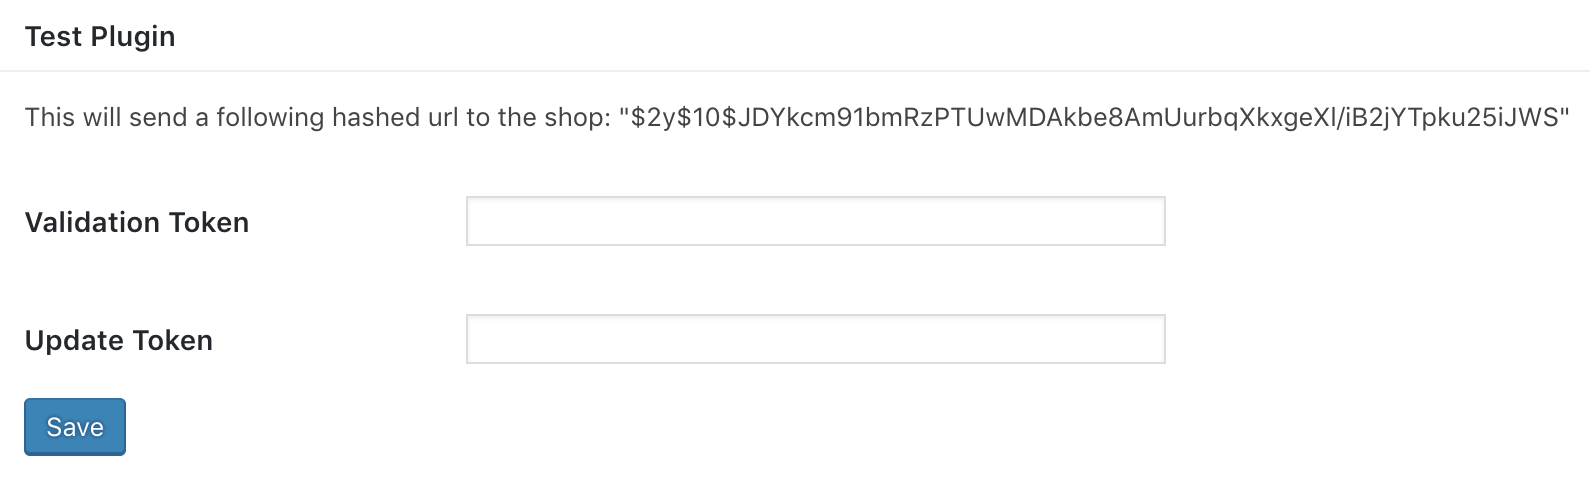 Test Plugin
This will send a following hashed url to the shop: "$2y$10$JDYkcm91bmRzPTUwMDAkbe8AmUurbqXkxgeXl/iB2jYTpku25iJWS"
Validation Token
Update Token
Save